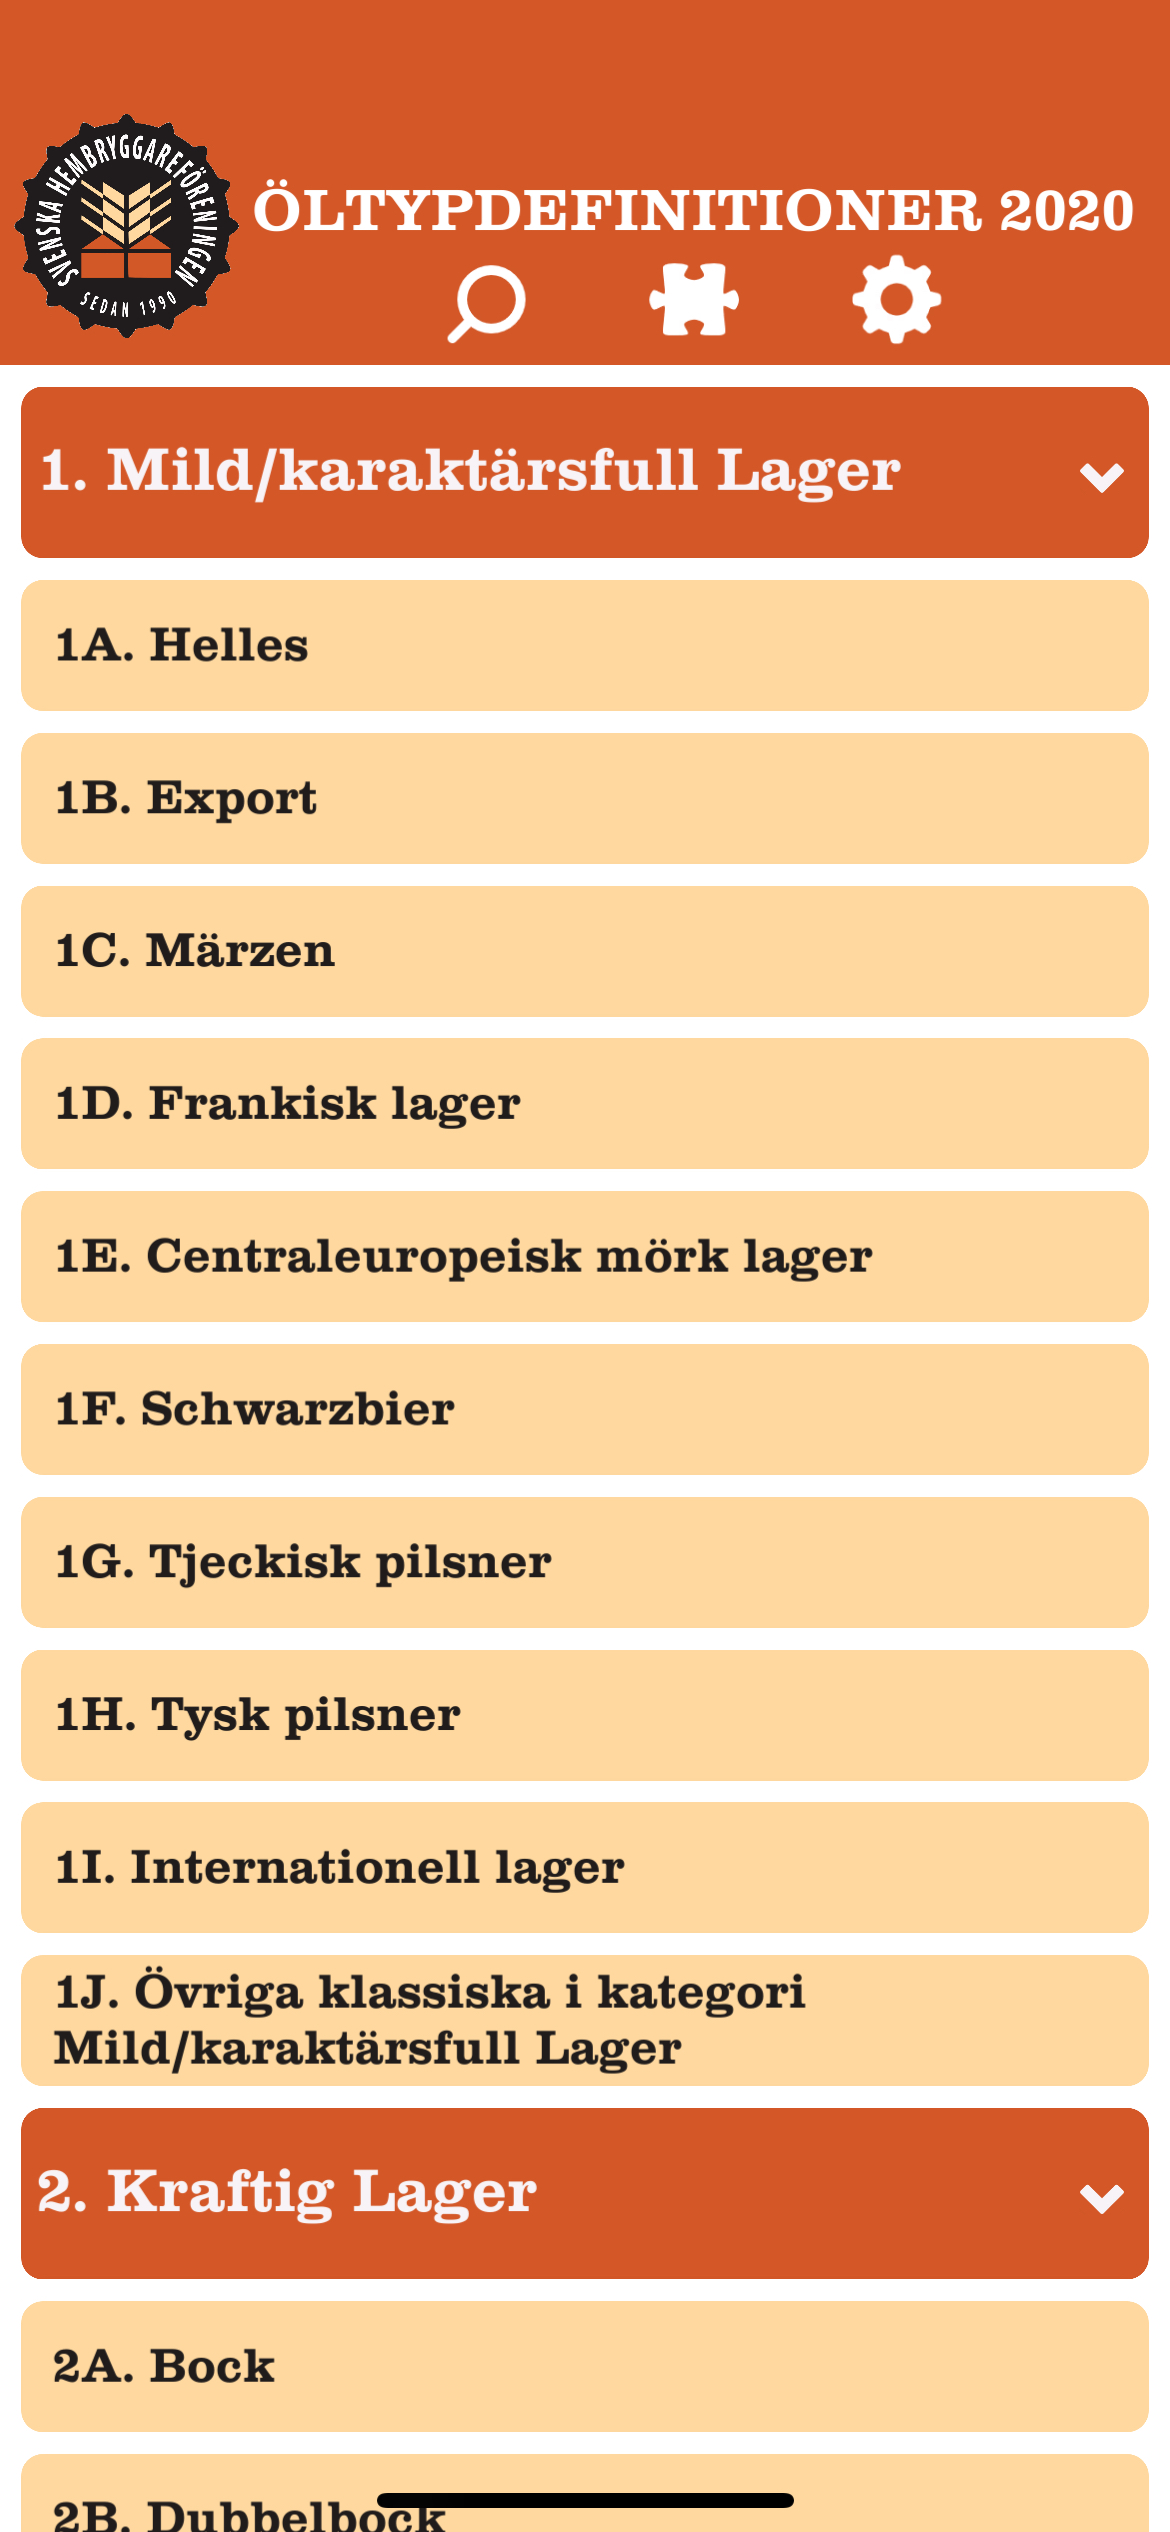 SVENSKA HEMBRYGGAREFÖRENINGEN
SEDAN 1990
ÖLTYPDEFINITIONER 2020
1. Mild/karaktärsfull Lager
1A. Helles
1B. Export
1C. Märzen
1D. Frankisk lager
1E. Centraleuropeisk mörk lager
1F. Schwarzbier
1G. Tjeckisk pilsner
1H. Tysk pilsner
1I. Internationell lager
1J. Övriga klassiska i kategori
Mild/karaktärsfull Lager
2. Kraftig Lager
2A. Bock
2B. Dubbelbock